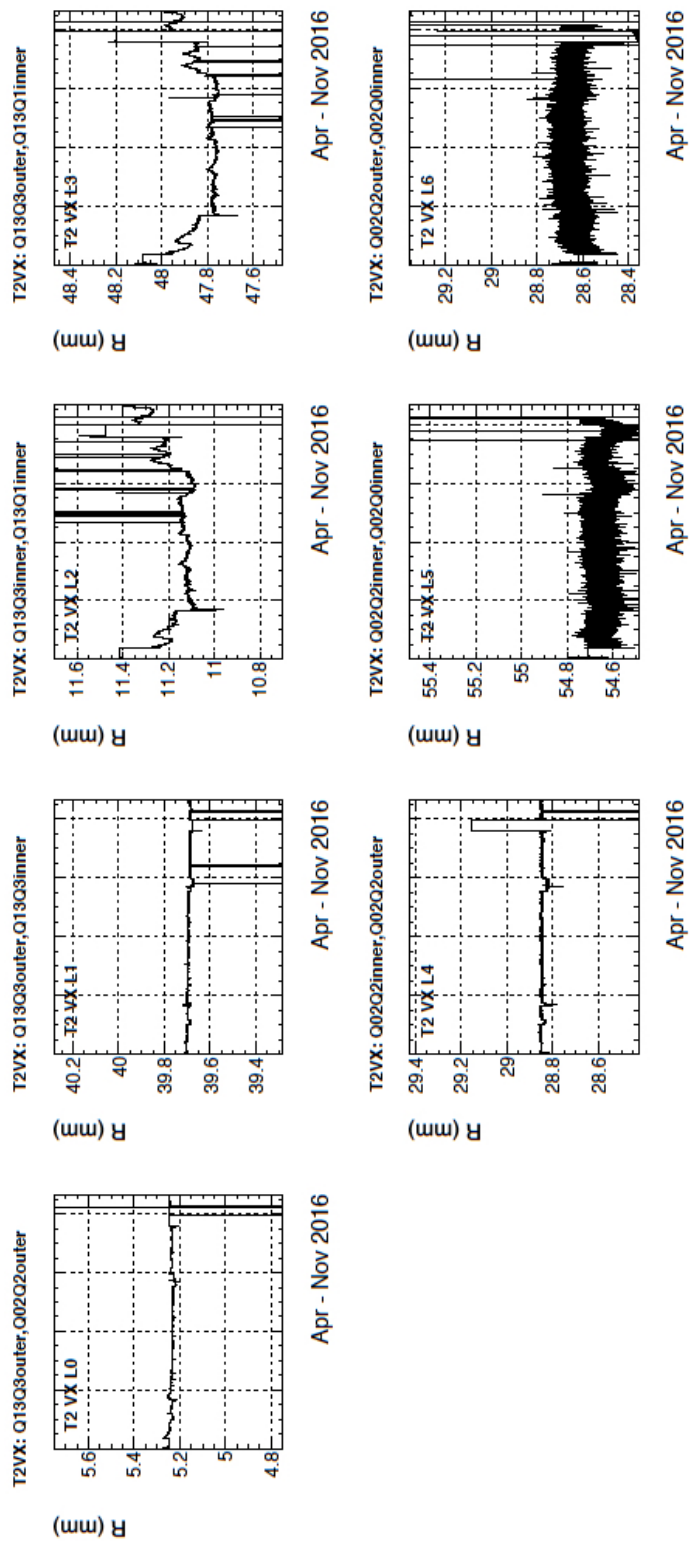 T2VX: Q13Q3outer,Q02Q2outer
R (mm)
5.6
5.4
5.2
5
4.8
T2 VX L0
Apr - Nov 2016
T2VX: Q13Q3outer,Q13Q3inner
R (mm)
40.2
40
39.8
39.6
39.4
T2 VX L1
Apr - Nov 2016
T2VX: Q13Q3inner,Q13Q1inner
R (mm)
11.6
11.4
11.2
11
10.8
T2 VX L2
Apr - Nov 2016
T2VX: Q13Q3outer,Q13Q1inner
R (mm)
48.4
48.2
48
47.8
47.6
T2 VX L3
Apr - Nov 2016
T2VX: Q02Q2inner,Q02Q2outer
R (mm)
29.4
29.2
29
28.8
28.6
T2 VX L4
Apr - Nov 2016
T2VX: Q02Q2inner,Q02Q0inner
R (mm)
55.4
55.2
55
54.8
54.6
T2 VX L5
Apr - Nov 2016
T2VX: Q02Q2outer,Q02Q0inner
R (mm)
29.2
29
28.8
28.6
28.4
T2 VX L6
Apr - Nov 2016